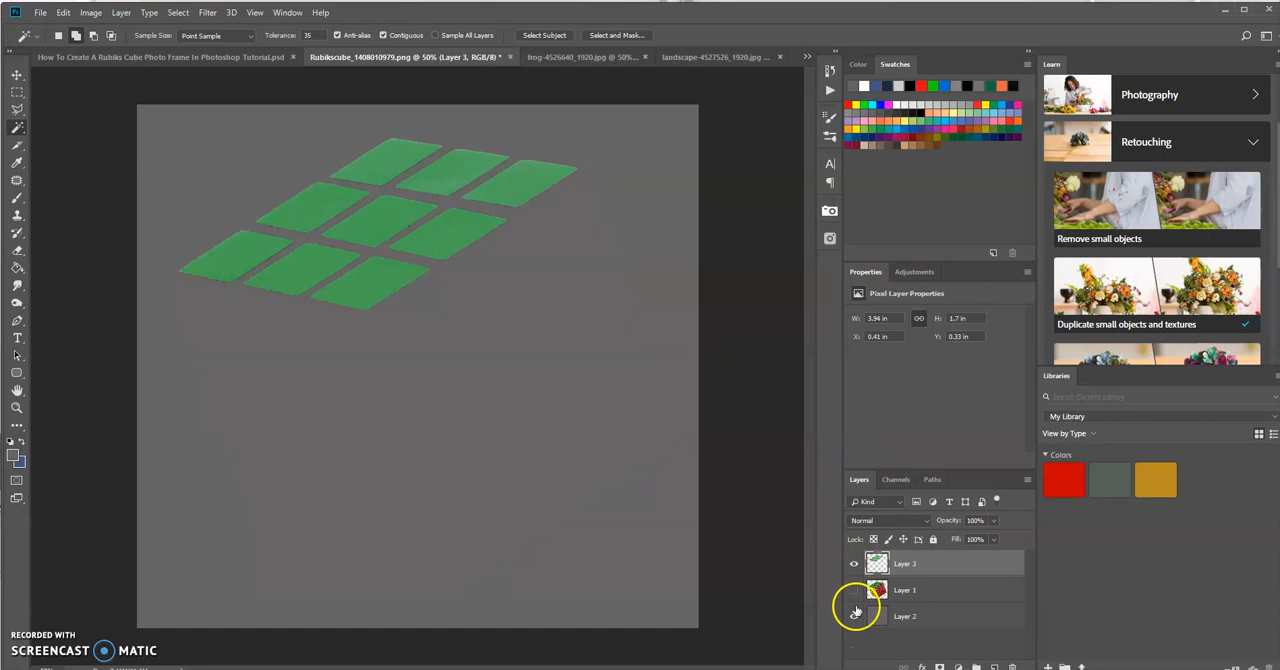 Ps File Edit Image Layer Type Select Filter 3D View Window Help
Sample Size: Point Sample Tolerance: 35 Anti-alias Contiguous Sample All Layers Select Subject Select and Mask...
How To Create A Rubiks Cube Photo Frame In Photoshop Tutorial.psd × Rubikscube_1408010979.png @ 50% (Layer 3, RGB/8) * × frog-4526640_1920.jpg @ 50%... × landscape-4527526_1920.jpg ... ×
Color Swatches
Learn
Photography
Retouching
Remove small objects
Duplicate small objects and textures
Properties Adjustments
Pixel Layer Properties
W: 3.94 in H: 1.7 in
X: 0.41 in Y: 0.33 in
Libraries
Search Current Library
My Library
View by Type
Colors
Layers Channels Paths
Kind
Normal Opacity: 100%
Lock: Fill: 100%
Layer 3
Layer 1
Layer 2
RECORDED WITH
SCREENCAST MATIC